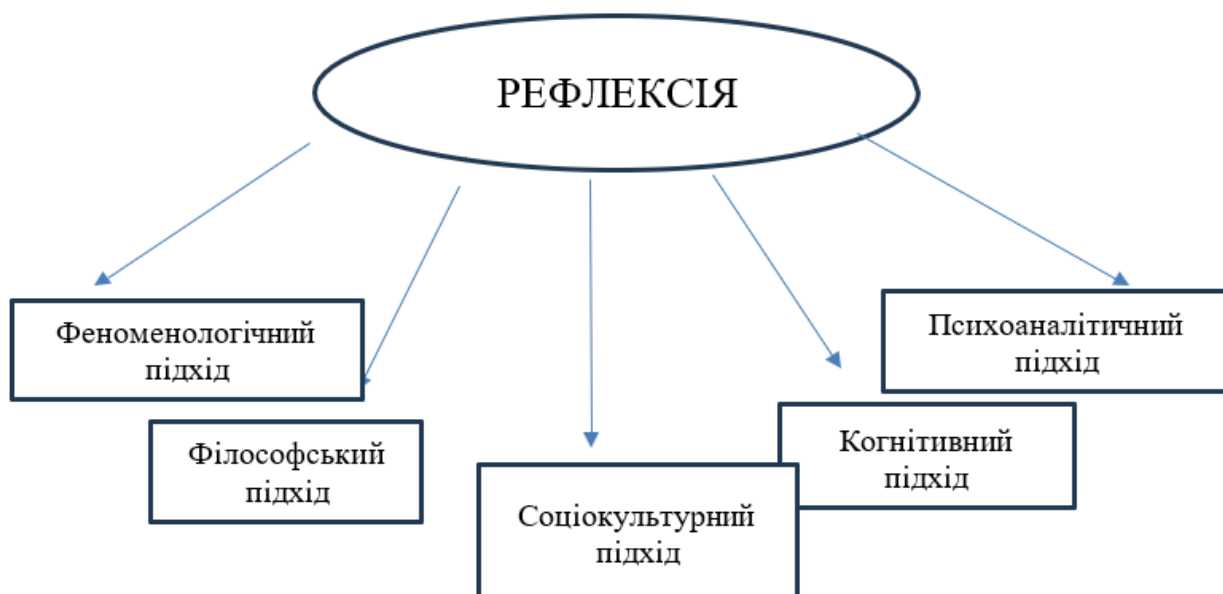 РЕФЛЕКСІЯ
Феноменологічний
підхід
Філософський
підхід
Соціокультурний
підхід
Когнітивний
підхід
Психоаналітичний
підхід